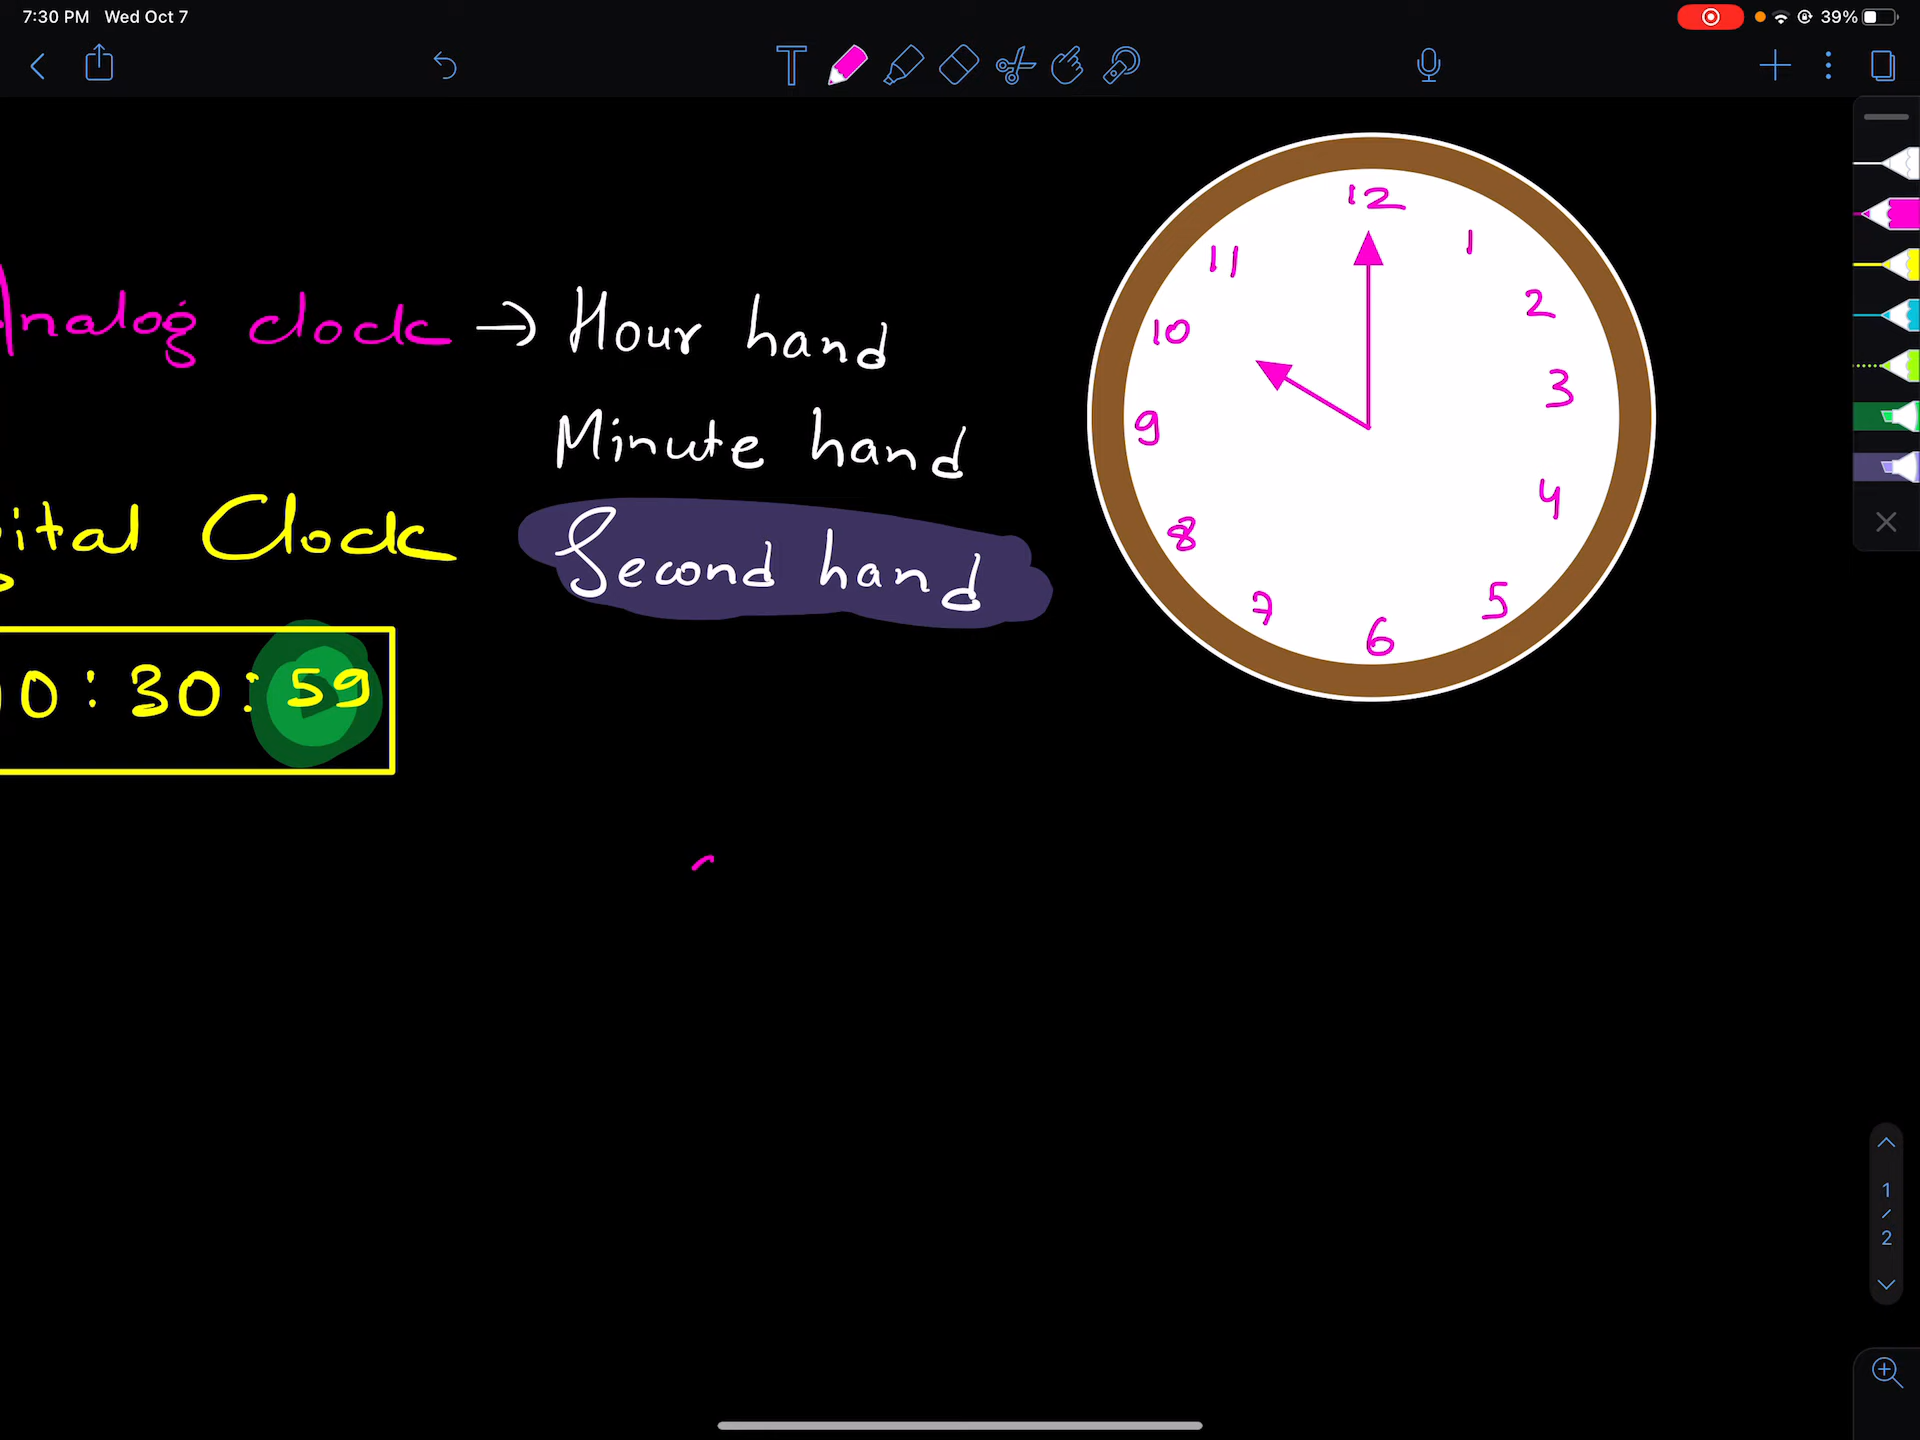 7:30 PM Wed Oct 7
39%
T
nalog clock → Hour hand
Minute hand
ital Clock
Second hand
0 : 30 : 59
12
1
2
3
4
5
6
7
8
9
10
11
1
/
2